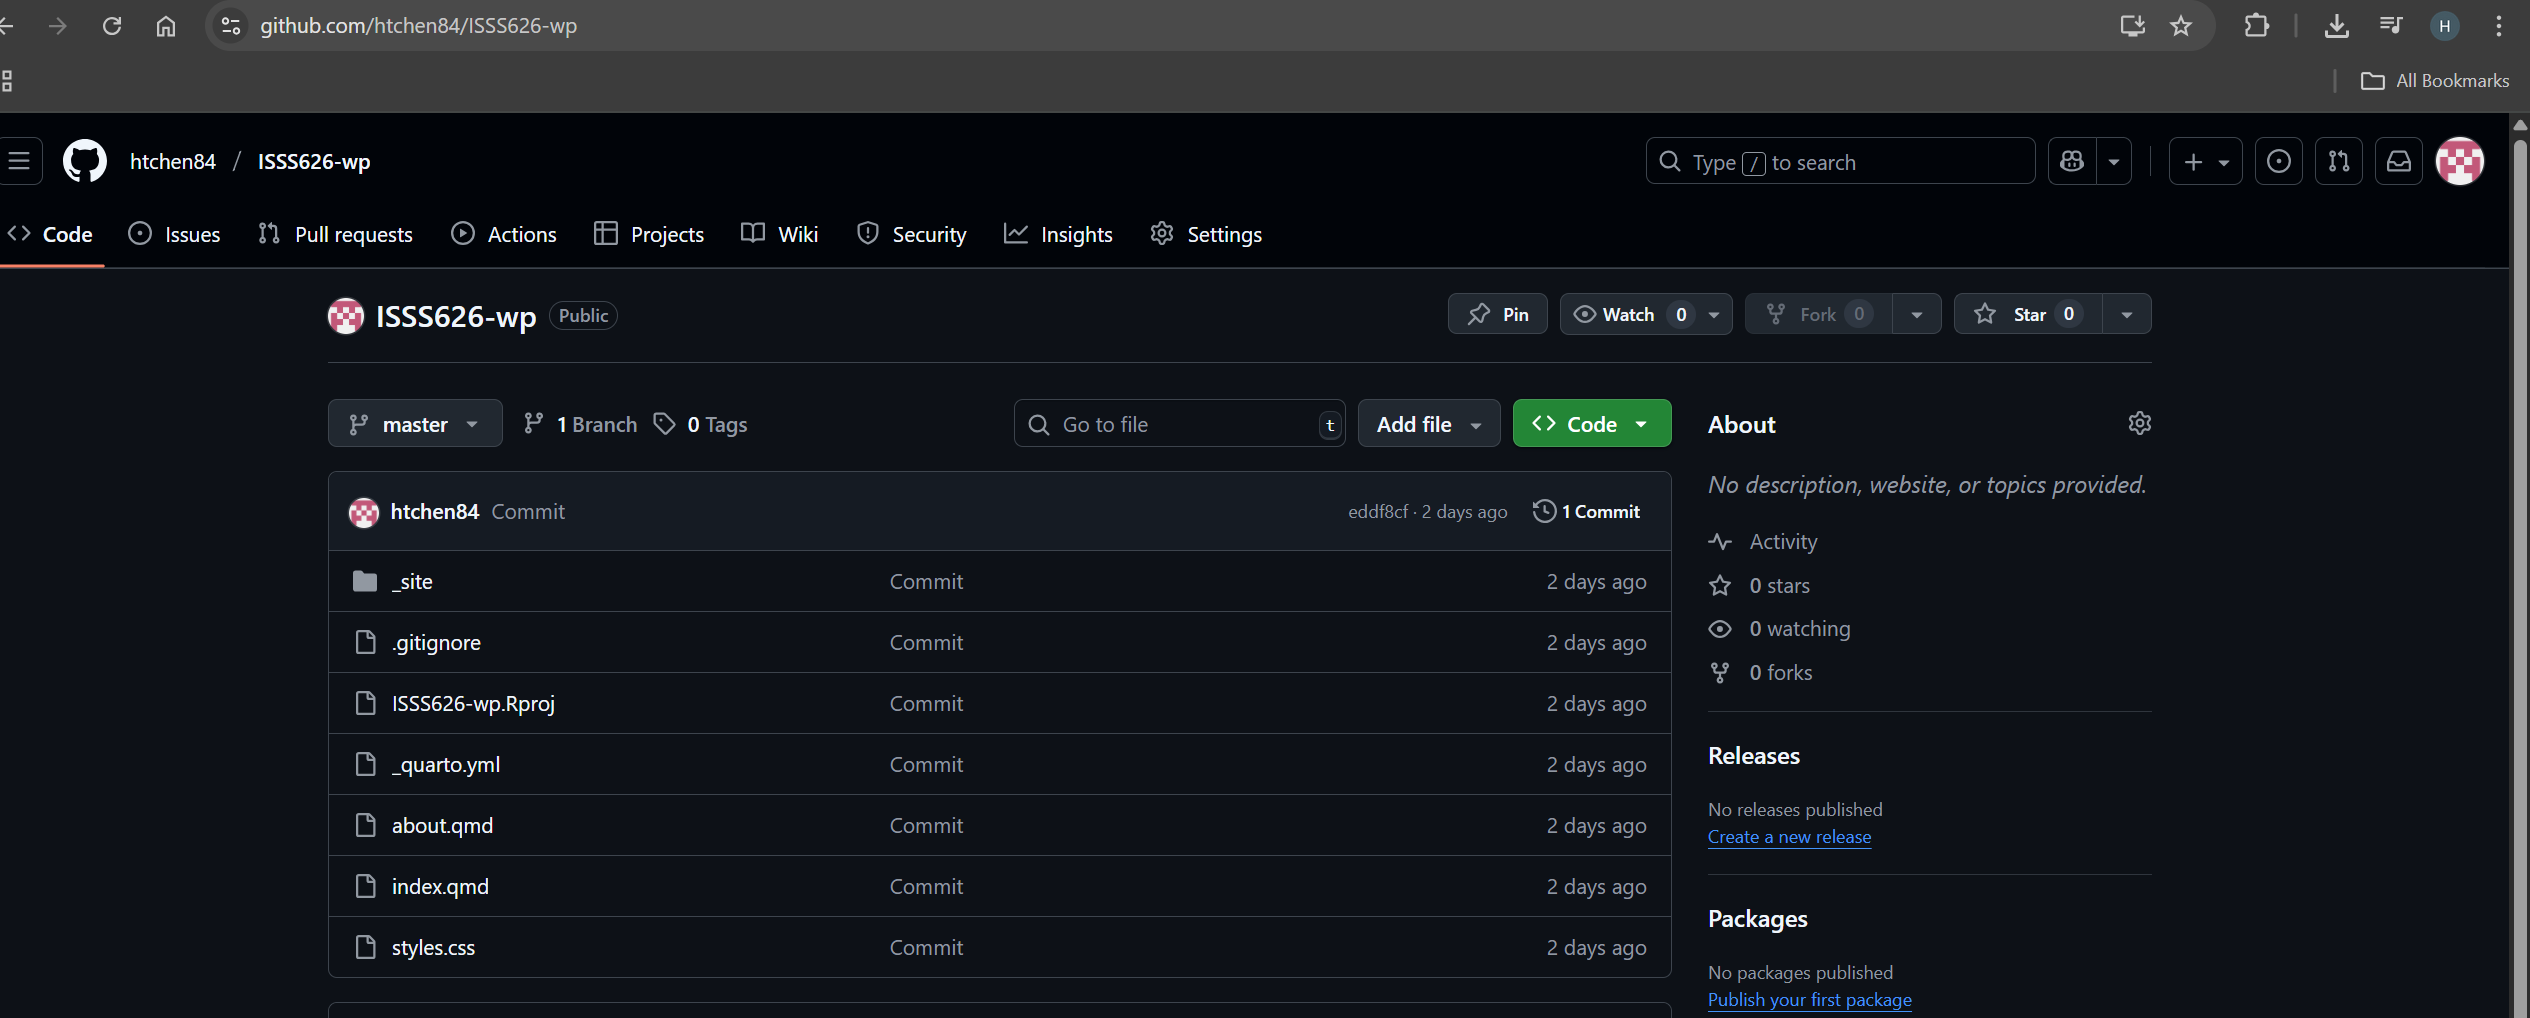 github.com/htchen84/ISSS626-wp
H
All Bookmarks
htchen84 / ISSS626-wp
Type / to search
Code Issues Pull requests Actions Projects Wiki Security Insights Settings
ISSS626-wp Public
Pin Watch 0 Fork 0 Star 0
master 1 Branch 0 Tags Go to file t Add file Code
htchen84 Commit eddf8cf · 2 days ago 1 Commit
_site Commit 2 days ago
.gitignore Commit 2 days ago
ISSS626-wp.Rproj Commit 2 days ago
_quarto.yml Commit 2 days ago
about.qmd Commit 2 days ago
index.qmd Commit 2 days ago
styles.css Commit 2 days ago
About
No description, website, or topics provided.
Activity
0 stars
0 watching
0 forks
Releases
No releases published
Create a new release
Packages
No packages published
Publish your first package